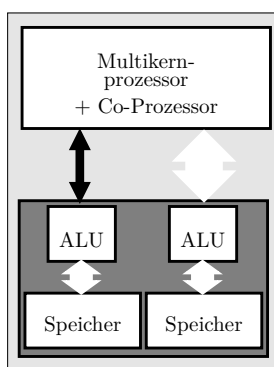 Multikern-
prozessor
+ Co-Prozessor
ALU
ALU
Speicher
Speicher